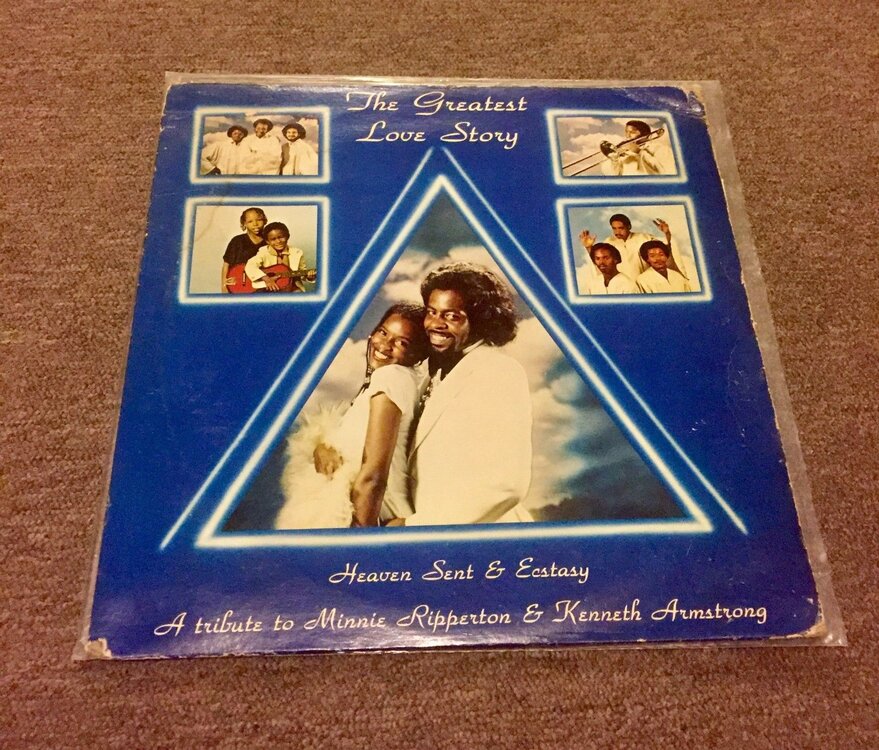 The Greatest
Love Story
Heaven Sent & Ecstasy
A tribute to Minnie Ripperton & Kenneth Armstrong